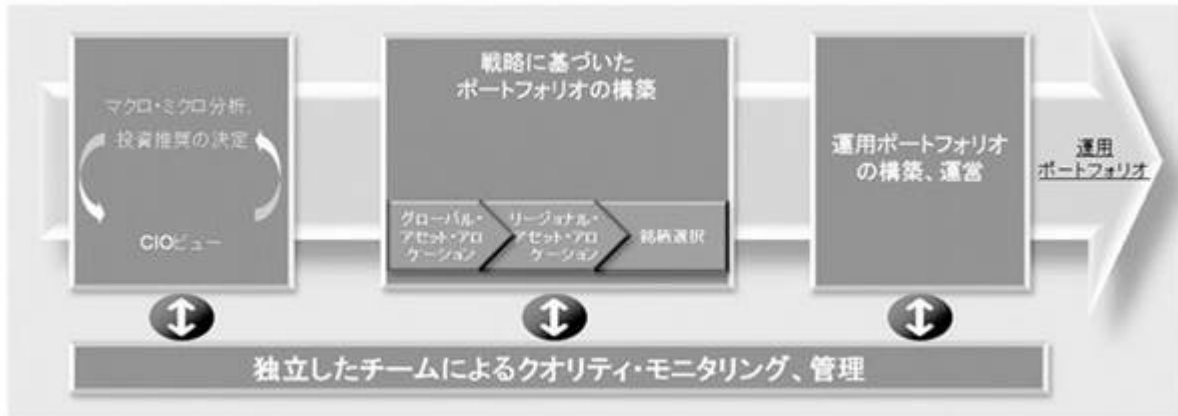 マクロ・ミクロ分析、
投資推奨の決定
CIOビュー
戦略に基づいた
ポートフォリオの構築
グローバル・
アセット・アロ
ケーション
リージョナル・
アセット・アロ
ケーション
銘柄選択
運用ポートフォリオ
の構築、運営
運用
ポートフォリオ
独立したチームによるクオリティ・モニタリング、管理